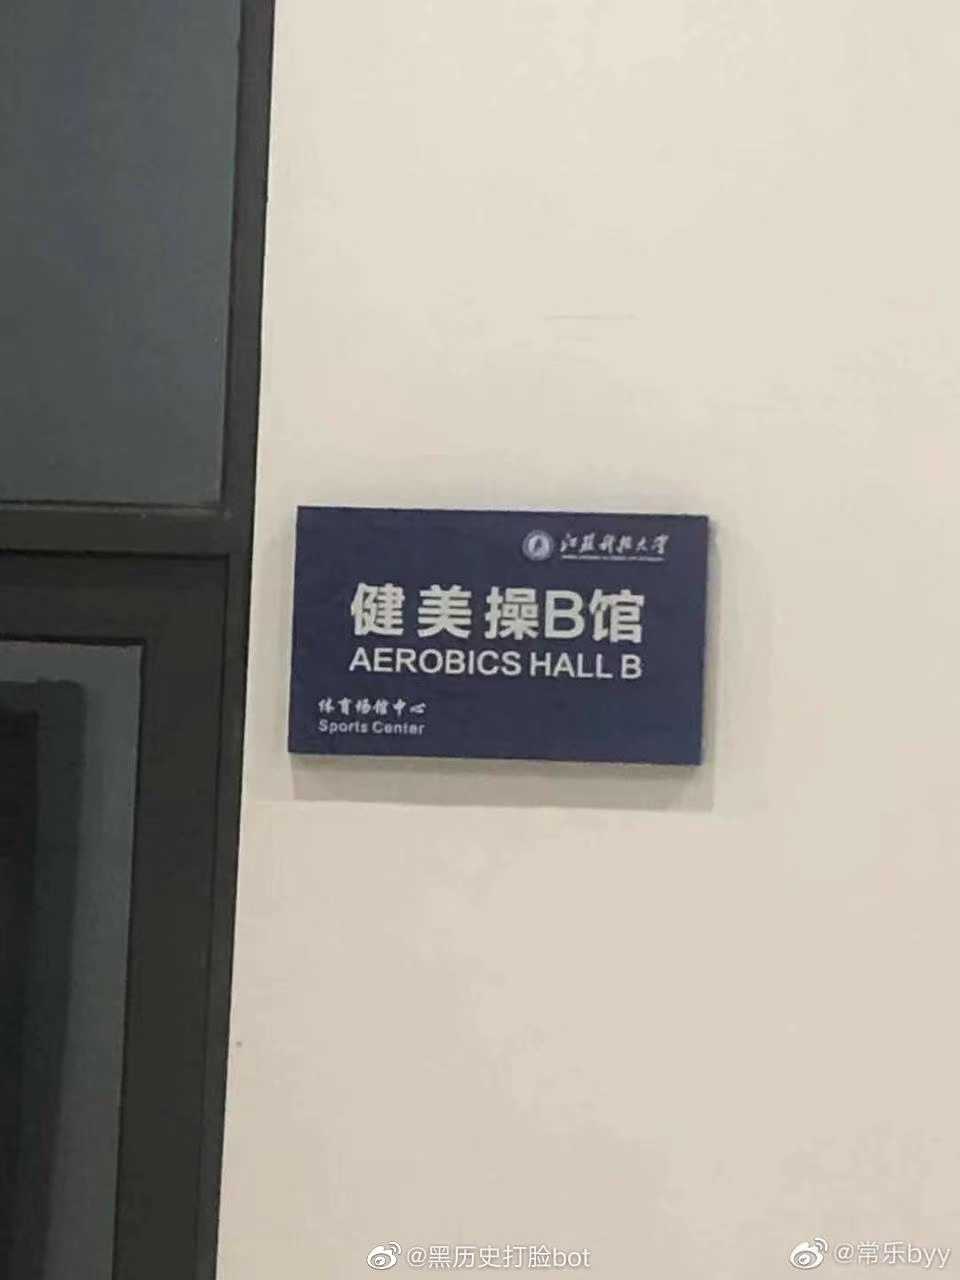 江苏科技大学
健美操B馆
AEROBICS HALL B
体育场馆中心
Sports Center
@黑历史打脸bot
@常乐byy